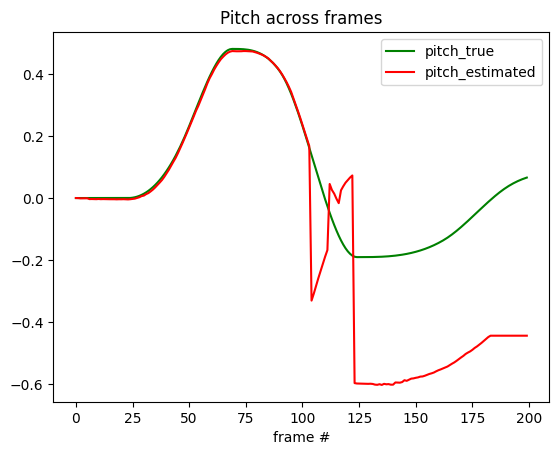 Pitch across frames
pitch_true
pitch_estimated
0.4
0.2
0.0
−0.2
−0.4
−0.6
0 25 50 75 100 125 150 175 200
frame #